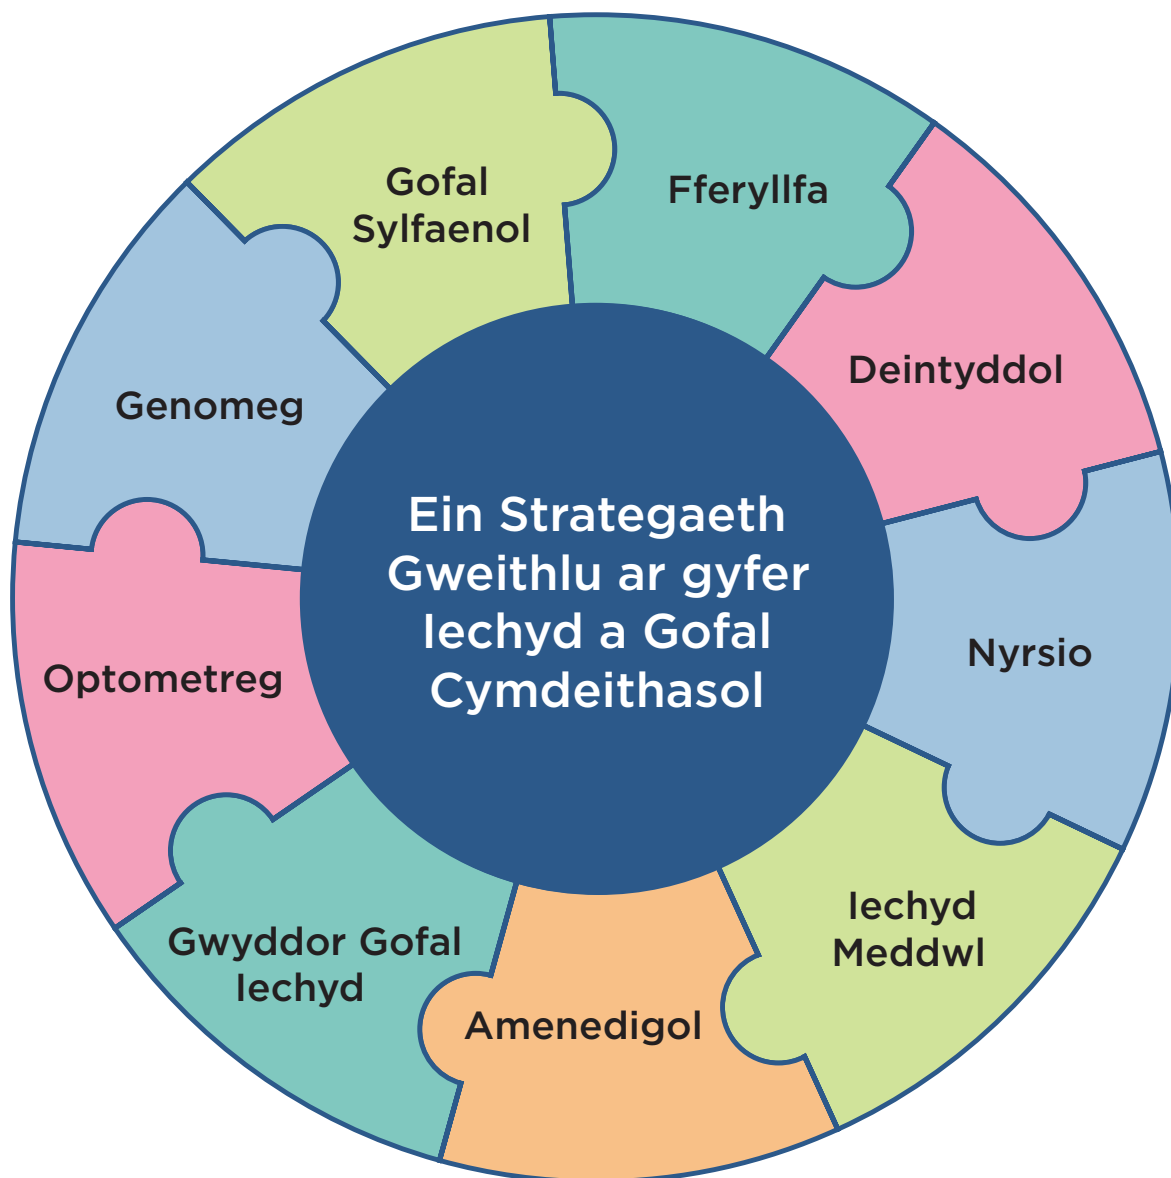 Gofal
Sylfaenol
Fferyllfa
Deintyddol
Nyrsio
Iechyd
Meddwl
Amenedigol
Gwyddor Gofal
Iechyd
Optometreg
Genomeg
Ein Strategaeth
Gweithlu ar gyfer
Iechyd a Gofal
Cymdeithasol